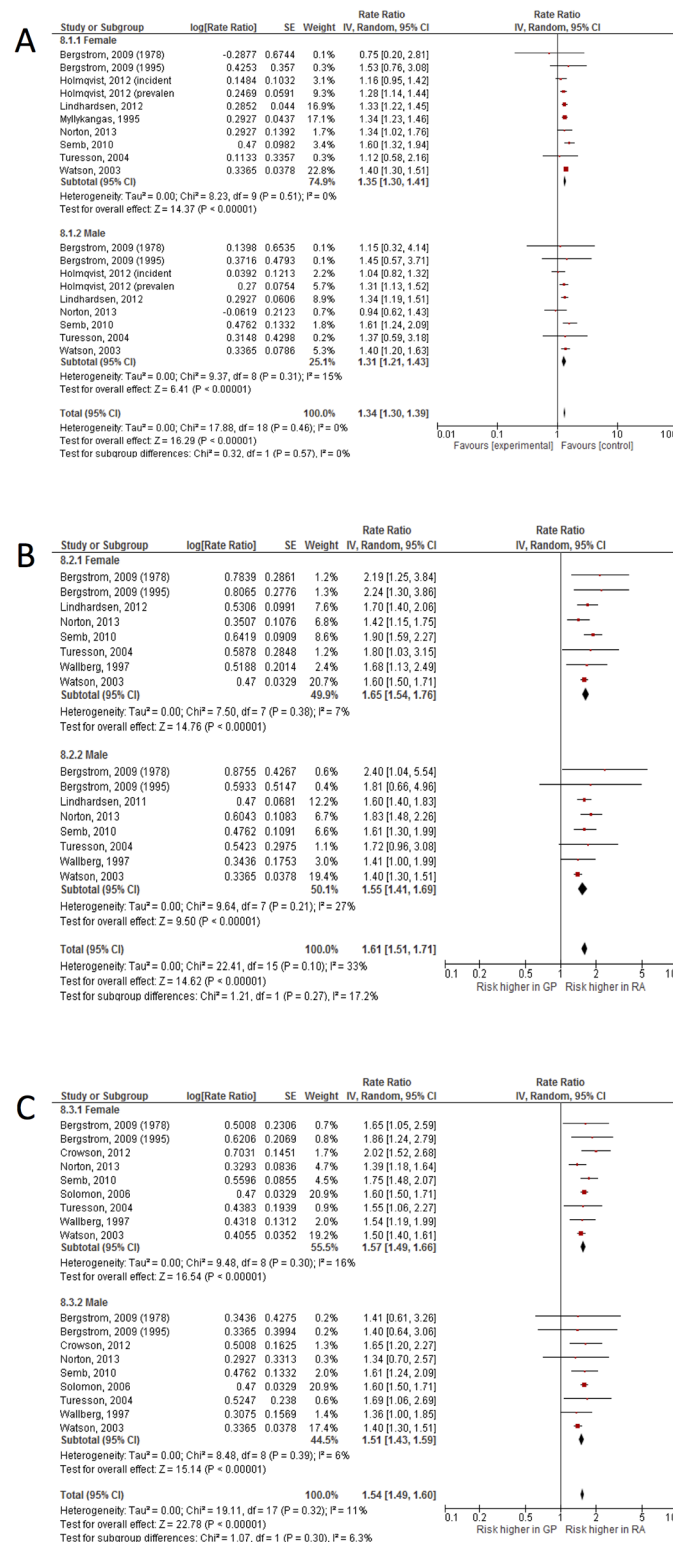 A
Rate Ratio Rate Ratio
Study or Subgroup log[Rate Ratio] SE Weight IV, Random, 95% CI IV, Random, 95% CI
8.1.1 Female
Bergstrom, 2009 (1978) -0.2877 0.6744 0.1% 0.75 [0.20, 2.81]
Bergstrom, 2009 (1995) 0.4253 0.357 0.3% 1.53 [0.76, 3.08]
Holmqvist, 2012 (incident 0.1484 0.1032 3.1% 1.16 [0.95, 1.42]
Holmqvist, 2012 (prevalen 0.2469 0.0591 9.3% 1.28 [1.14, 1.44]
Lindhardsen, 2012 0.2852 0.044 16.9% 1.33 [1.22, 1.45]
Myllykangas, 1995 0.2927 0.0437 17.1% 1.34 [1.23, 1.46]
Norton, 2013 0.2927 0.1392 1.7% 1.34 [1.02, 1.76]
Semb, 2010 0.47 0.0982 3.4% 1.60 [1.32, 1.94]
Turesson, 2004 0.1133 0.3357 0.3% 1.12 [0.58, 2.16]
Watson, 2003 0.3365 0.0378 22.8% 1.40 [1.30, 1.51]
Subtotal (95% CI) 74.9% 1.35 [1.30, 1.41]
Heterogeneity: Tau² = 0.00; Chi² = 8.23, df = 9 (P = 0.51); I² = 0%
Test for overall effect: Z = 14.37 (P < 0.00001)
8.1.2 Male
Bergstrom, 2009 (1978) 0.1398 0.6535 0.1% 1.15 [0.32, 4.14]
Bergstrom, 2009 (1995) 0.3716 0.4793 0.1% 1.45 [0.57, 3.71]
Holmqvist, 2012 (incident 0.0392 0.1213 2.2% 1.04 [0.82, 1.32]
Holmqvist, 2012 (prevalen 0.27 0.0754 5.7% 1.31 [1.13, 1.52]
Lindhardsen, 2012 0.2927 0.0606 8.9% 1.34 [1.19, 1.51]
Norton, 2013 -0.0619 0.2123 0.7% 0.94 [0.62, 1.43]
Semb, 2010 0.4762 0.1332 1.8% 1.61 [1.24, 2.09]
Turesson, 2004 0.3148 0.4298 0.2% 1.37 [0.59, 3.18]
Watson, 2003 0.3365 0.0786 5.3% 1.40 [1.20, 1.63]
Subtotal (95% CI) 25.1% 1.31 [1.21, 1.43]
Heterogeneity: Tau² = 0.00; Chi² = 9.37, df = 8 (P = 0.31); I² = 15%
Test for overall effect: Z = 6.41 (P < 0.00001)
Total (95% CI) 100.0% 1.34 [1.30, 1.39]
Heterogeneity: Tau² = 0.00; Chi² = 17.88, df = 18 (P = 0.46); I² = 0%
Test for overall effect: Z = 16.29 (P < 0.00001)
Test for subgroup differences: Chi² = 0.32, df = 1 (P = 0.57), I² = 0%
0.01 0.1 1 10 100
Favours [experimental] Favours [control]
B
Rate Ratio Rate Ratio
Study or Subgroup log[Rate Ratio] SE Weight IV, Random, 95% CI IV, Random, 95% CI
8.2.1 Female
Bergstrom, 2009 (1978) 0.7839 0.2861 1.2% 2.19 [1.25, 3.84]
Bergstrom, 2009 (1995) 0.8065 0.2776 1.3% 2.24 [1.30, 3.86]
Lindhardsen, 2012 0.5306 0.0991 7.6% 1.70 [1.40, 2.06]
Norton, 2013 0.3507 0.1076 6.8% 1.42 [1.15, 1.75]
Semb, 2010 0.6419 0.0909 8.6% 1.90 [1.59, 2.27]
Turesson, 2004 0.5878 0.2848 1.2% 1.80 [1.03, 3.15]
Wallberg, 1997 0.5188 0.2014 2.4% 1.68 [1.13, 2.49]
Watson, 2003 0.47 0.0329 20.7% 1.60 [1.50, 1.71]
Subtotal (95% CI) 49.9% 1.65 [1.54, 1.76]
Heterogeneity: Tau² = 0.00; Chi² = 7.50, df = 7 (P = 0.38); I² = 7%
Test for overall effect: Z = 14.76 (P < 0.00001)
8.2.2 Male
Bergstrom, 2009 (1978) 0.8755 0.4267 0.6% 2.40 [1.04, 5.54]
Bergstrom, 2009 (1995) 0.5933 0.5147 0.4% 1.81 [0.66, 4.96]
Lindhardsen, 2011 0.47 0.0681 12.2% 1.60 [1.40, 1.83]
Norton, 2013 0.6043 0.1083 6.7% 1.83 [1.48, 2.26]
Semb, 2010 0.4762 0.1091 6.6% 1.61 [1.30, 1.99]
Turesson, 2004 0.5423 0.2975 1.1% 1.72 [0.96, 3.08]
Wallberg, 1997 0.3436 0.1753 3.0% 1.41 [1.00, 1.99]
Watson, 2003 0.3365 0.0378 19.4% 1.40 [1.30, 1.51]
Subtotal (95% CI) 50.1% 1.55 [1.41, 1.69]
Heterogeneity: Tau² = 0.00; Chi² = 9.64, df = 7 (P = 0.21); I² = 27%
Test for overall effect: Z = 9.50 (P < 0.00001)
Total (95% CI) 100.0% 1.61 [1.51, 1.71]
Heterogeneity: Tau² = 0.00; Chi² = 22.41, df = 15 (P = 0.10); I² = 33%
Test for overall effect: Z = 14.62 (P < 0.00001)
Test for subgroup differences: Chi² = 1.21, df = 1 (P = 0.27), I² = 17.2%
0.1 0.2 0.5 1 2 5 10
Risk higher in GP Risk higher in RA
C
Rate Ratio Rate Ratio
Study or Subgroup log[Rate Ratio] SE Weight IV, Random, 95% CI IV, Random, 95% CI
8.3.1 Female
Bergstrom, 2009 (1978) 0.5008 0.2306 0.7% 1.65 [1.05, 2.59]
Bergstrom, 2009 (1995) 0.6206 0.2069 0.8% 1.86 [1.24, 2.79]
Crowson, 2012 0.7031 0.1451 1.7% 2.02 [1.52, 2.68]
Norton, 2013 0.3293 0.0836 4.7% 1.39 [1.18, 1.64]
Semb, 2010 0.5596 0.0855 4.5% 1.75 [1.48, 2.07]
Solomon, 2006 0.47 0.0329 20.9% 1.60 [1.50, 1.71]
Turesson, 2004 0.4383 0.1939 0.9% 1.55 [1.06, 2.27]
Wallberg, 1997 0.4318 0.1312 2.0% 1.54 [1.19, 1.99]
Watson, 2003 0.4055 0.0352 19.2% 1.50 [1.40, 1.61]
Subtotal (95% CI) 55.5% 1.57 [1.49, 1.66]
Heterogeneity: Tau² = 0.00; Chi² = 9.48, df = 8 (P = 0.30); I² = 16%
Test for overall effect: Z = 16.54 (P < 0.00001)
8.3.2 Male
Bergstrom, 2009 (1978) 0.3436 0.4275 0.2% 1.41 [0.61, 3.26]
Bergstrom, 2009 (1995) 0.3365 0.3994 0.2% 1.40 [0.64, 3.06]
Crowson, 2012 0.5008 0.1625 1.3% 1.65 [1.20, 2.27]
Norton, 2013 0.2927 0.3313 0.3% 1.34 [0.70, 2.57]
Semb, 2010 0.4762 0.1332 2.0% 1.61 [1.24, 2.09]
Solomon, 2006 0.47 0.0329 20.9% 1.60 [1.50, 1.71]
Turesson, 2004 0.5247 0.238 0.6% 1.69 [1.06, 2.69]
Wallberg, 1997 0.3075 0.1569 1.4% 1.36 [1.00, 1.85]
Watson, 2003 0.3365 0.0378 17.4% 1.40 [1.30, 1.51]
Subtotal (95% CI) 44.5% 1.51 [1.43, 1.59]
Heterogeneity: Tau² = 0.00; Chi² = 8.48, df = 8 (P = 0.39); I² = 6%
Test for overall effect: Z = 15.14 (P < 0.00001)
Total (95% CI) 100.0% 1.54 [1.49, 1.60]
Heterogeneity: Tau² = 0.00; Chi² = 19.11, df = 17 (P = 0.32); I² = 11%
Test for overall effect: Z = 22.78 (P < 0.00001)
Test for subgroup differences: Chi² = 1.07, df = 1 (P = 0.30), I² = 6.3%
0.1 0.2 0.5 1 2 5 10
Risk higher in GP Risk higher in RA